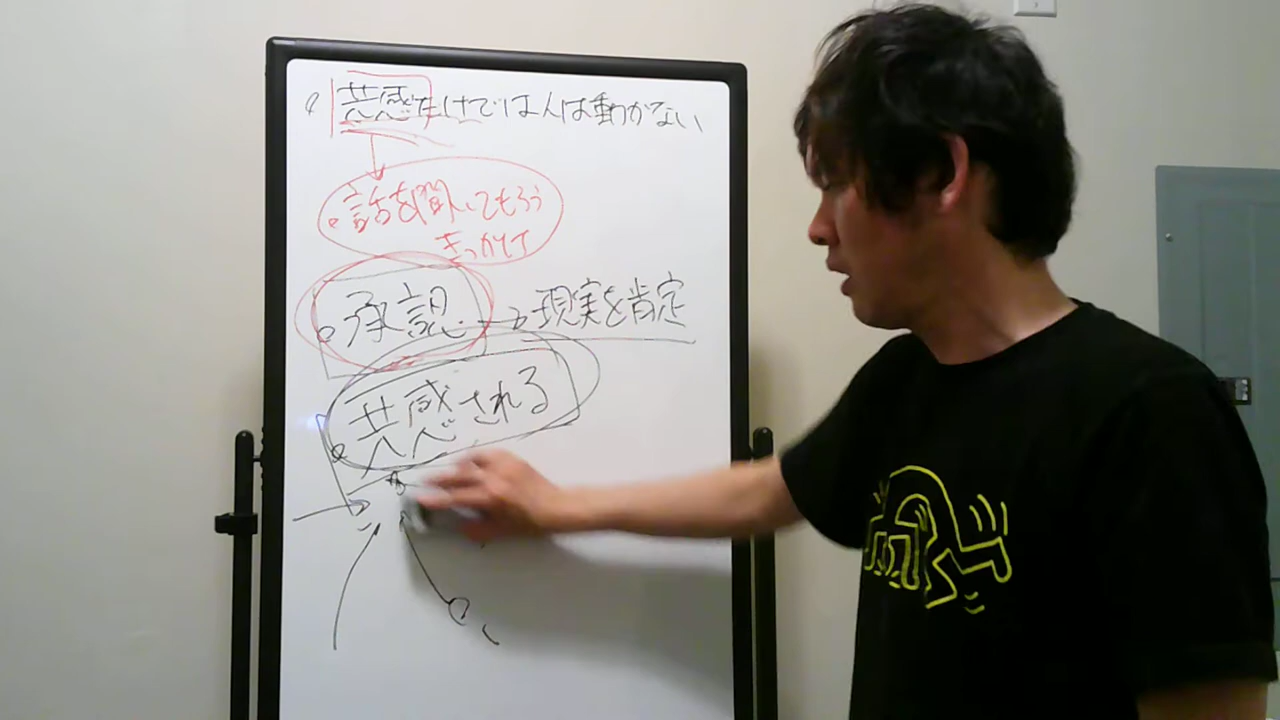 共感だけでは人は動かない
・話を聞いてもらう
きっかけ
・承認→現実を肯定
・共感される